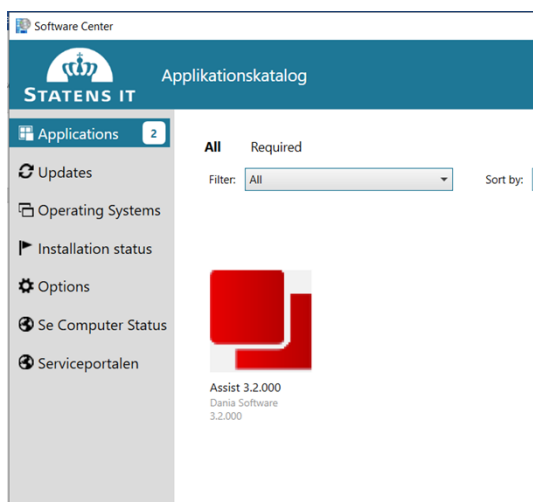 Software Center
STATENS IT
Applikationskatalog
Applications 2
Updates
Operating Systems
Installation status
Options
Se Computer Status
Serviceportalen
All Required
Filter: All Sort by:
Assist 3.2.000
Dania Software
3.2.000